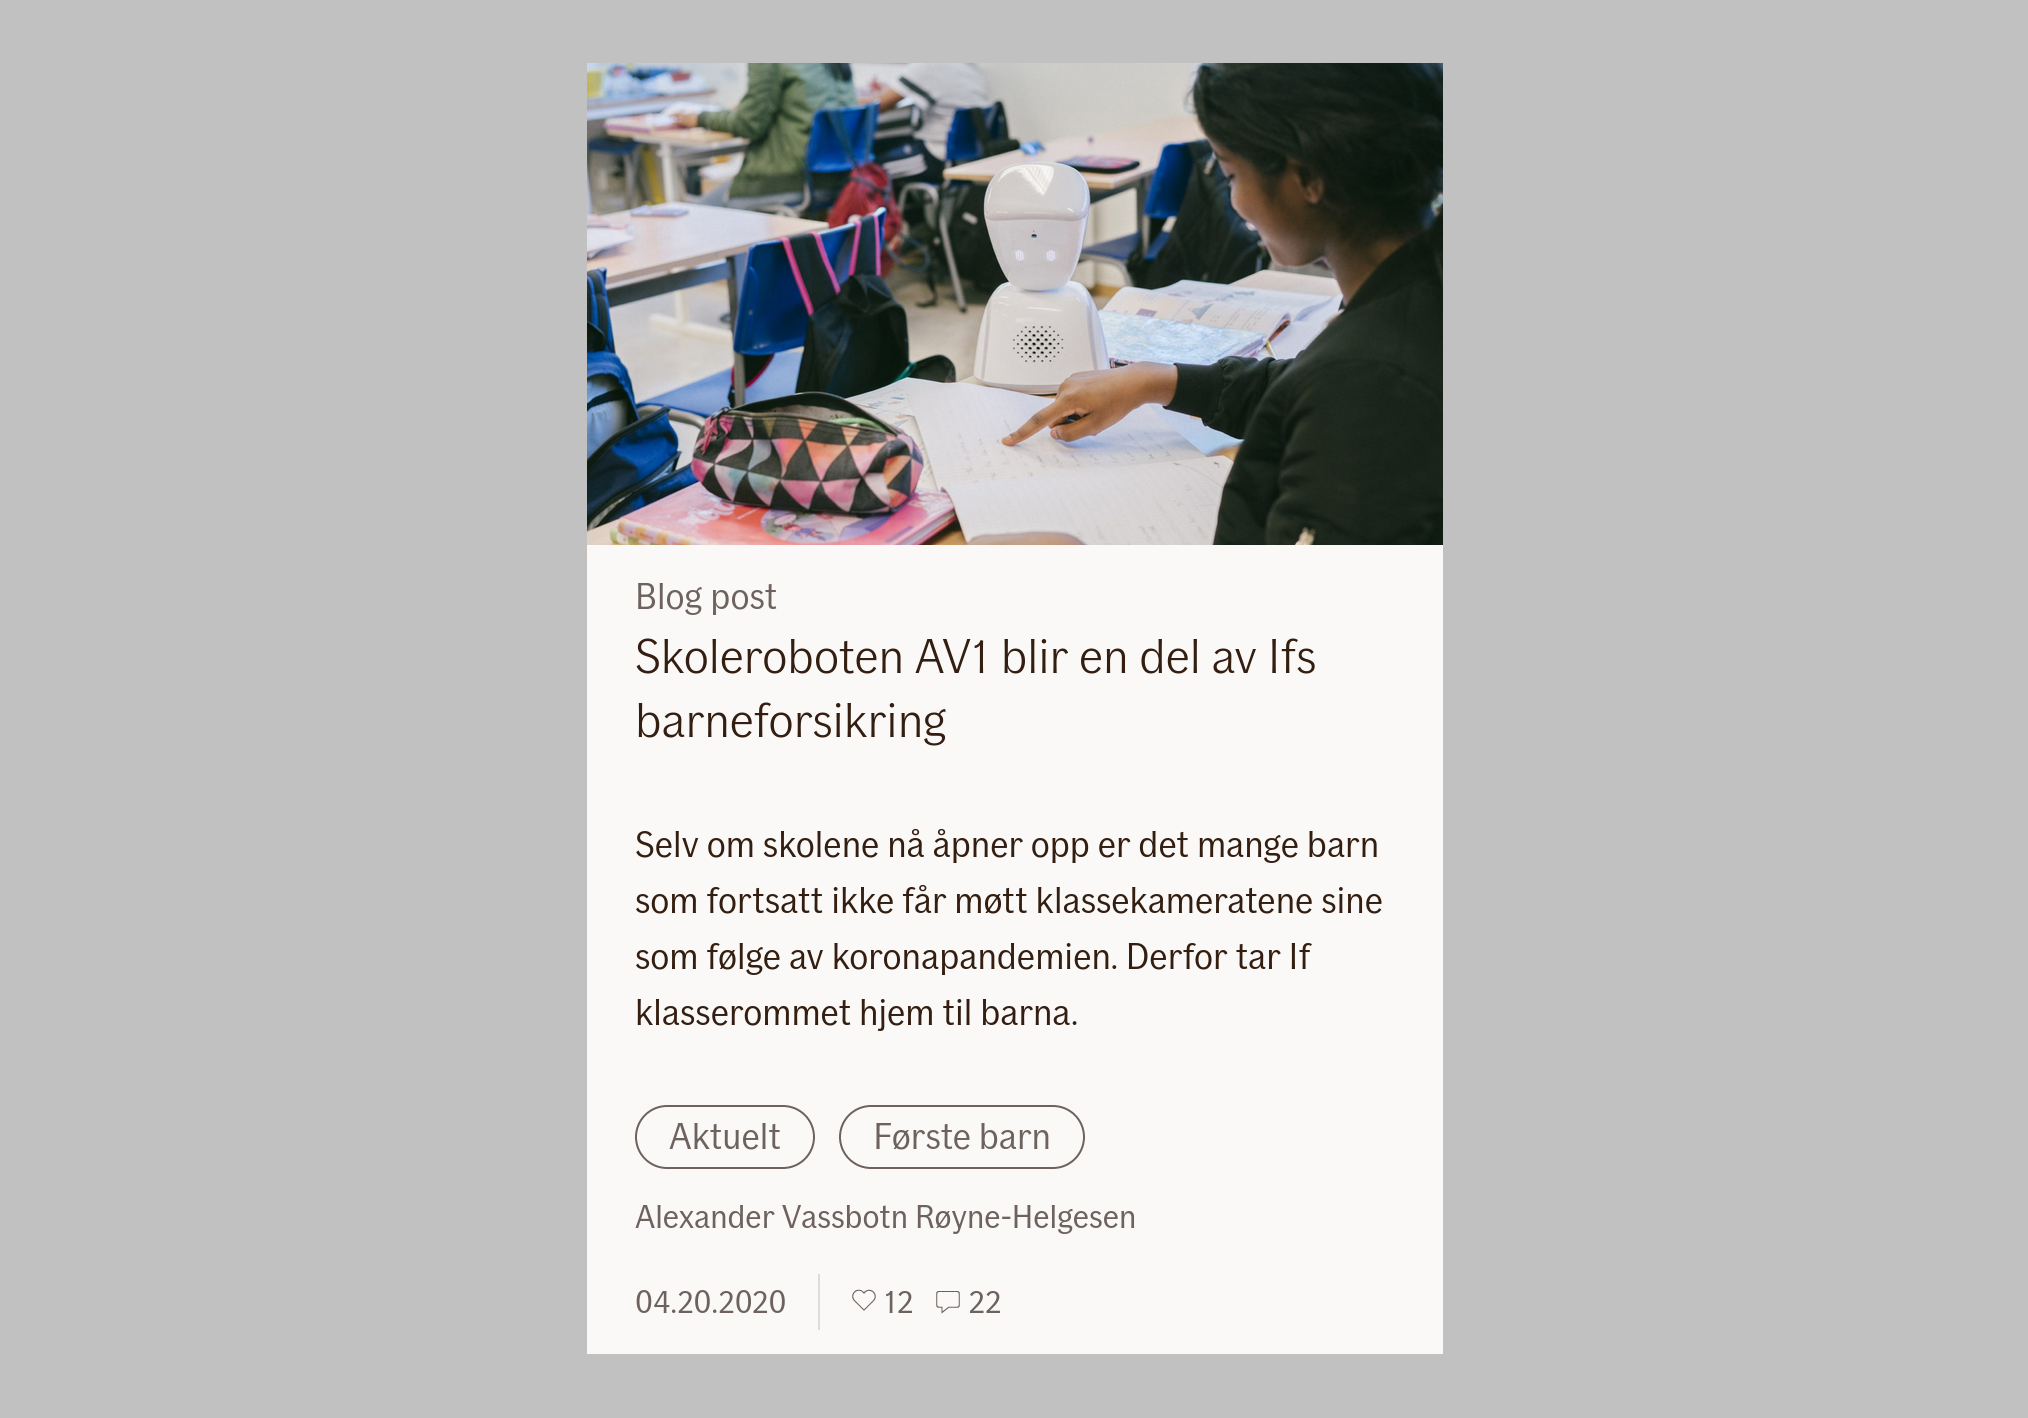 Blog post
Skoleroboten AV1 blir en del av Ifs
barneforsikring
Selv om skolene nå åpner opp er det mange barn
som fortsatt ikke får møtt klassekameratene sine
som følge av koronapandemien. Derfor tar If
klasserommet hjem til barna.
Aktuelt Første barn
Alexander Vassbotn Røyne-Helgesen
04.20.2020 12 22